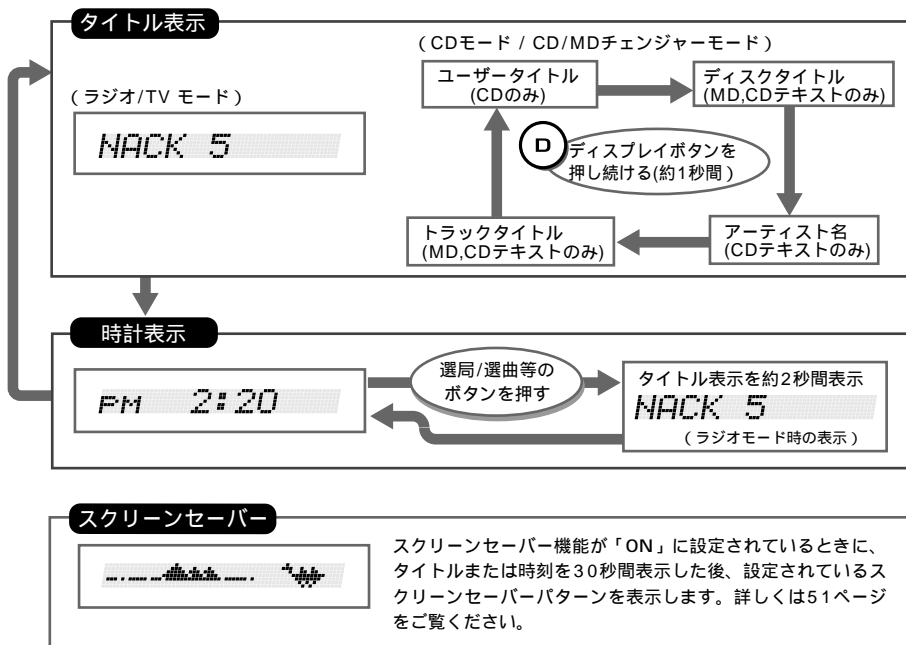 タイトル表示
（ラジオ/TV モード）
NACK 5
（CDモード / CD/MDチェンジャーモード）
ユーザータイトル
(CDのみ)
ディスクタイトル
(MD,CDテキストのみ)
D
ディスプレイボタンを
押し続ける(約1秒間）
トラックタイトル
(MD,CDテキストのみ)
アーティスト名
(CDテキストのみ)
時計表示
PM 2:20
選局/選曲等の
ボタンを押す
タイトル表示を約2秒間表示
NACK 5
（ラジオモード時の表示）
スクリーンセーバー
スクリーンセーバー機能が「ON」に設定されているときに、
タイトルまたは時刻を30秒間表示した後、設定されているス
クリーンセーバーパターンを表示します。詳しくは51ページ
をご覧ください。